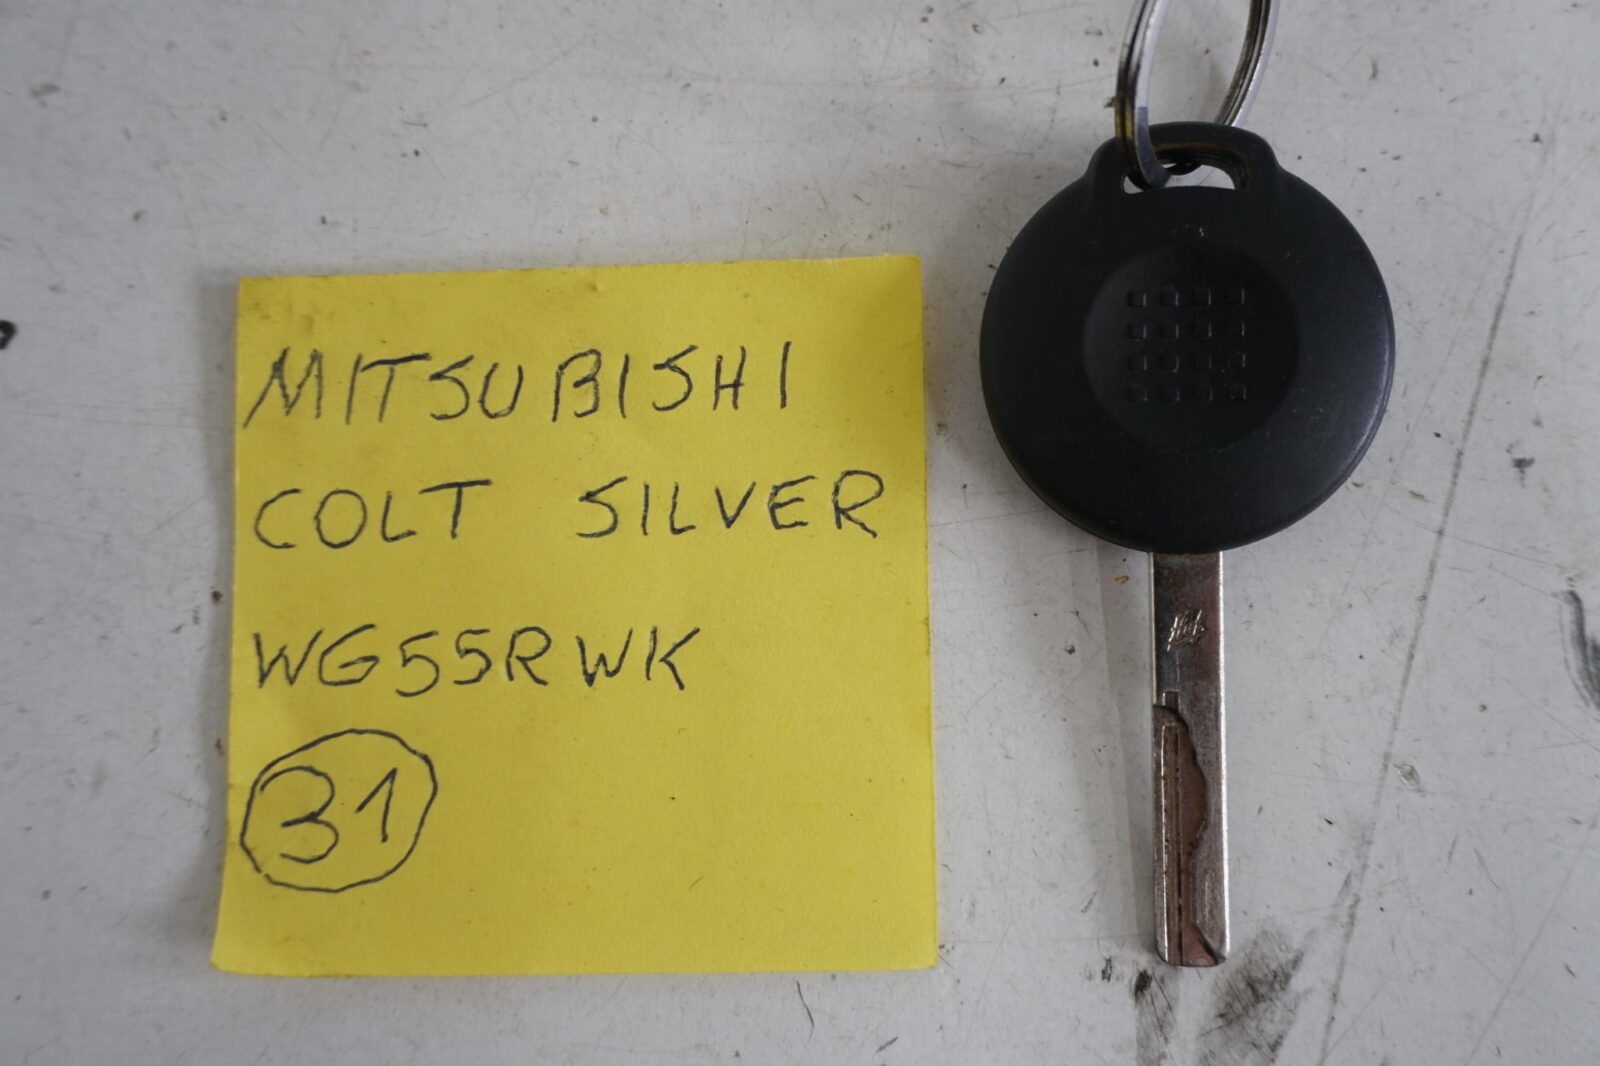 MITSUBISHI
COLT SILVER
WG55RWK
31